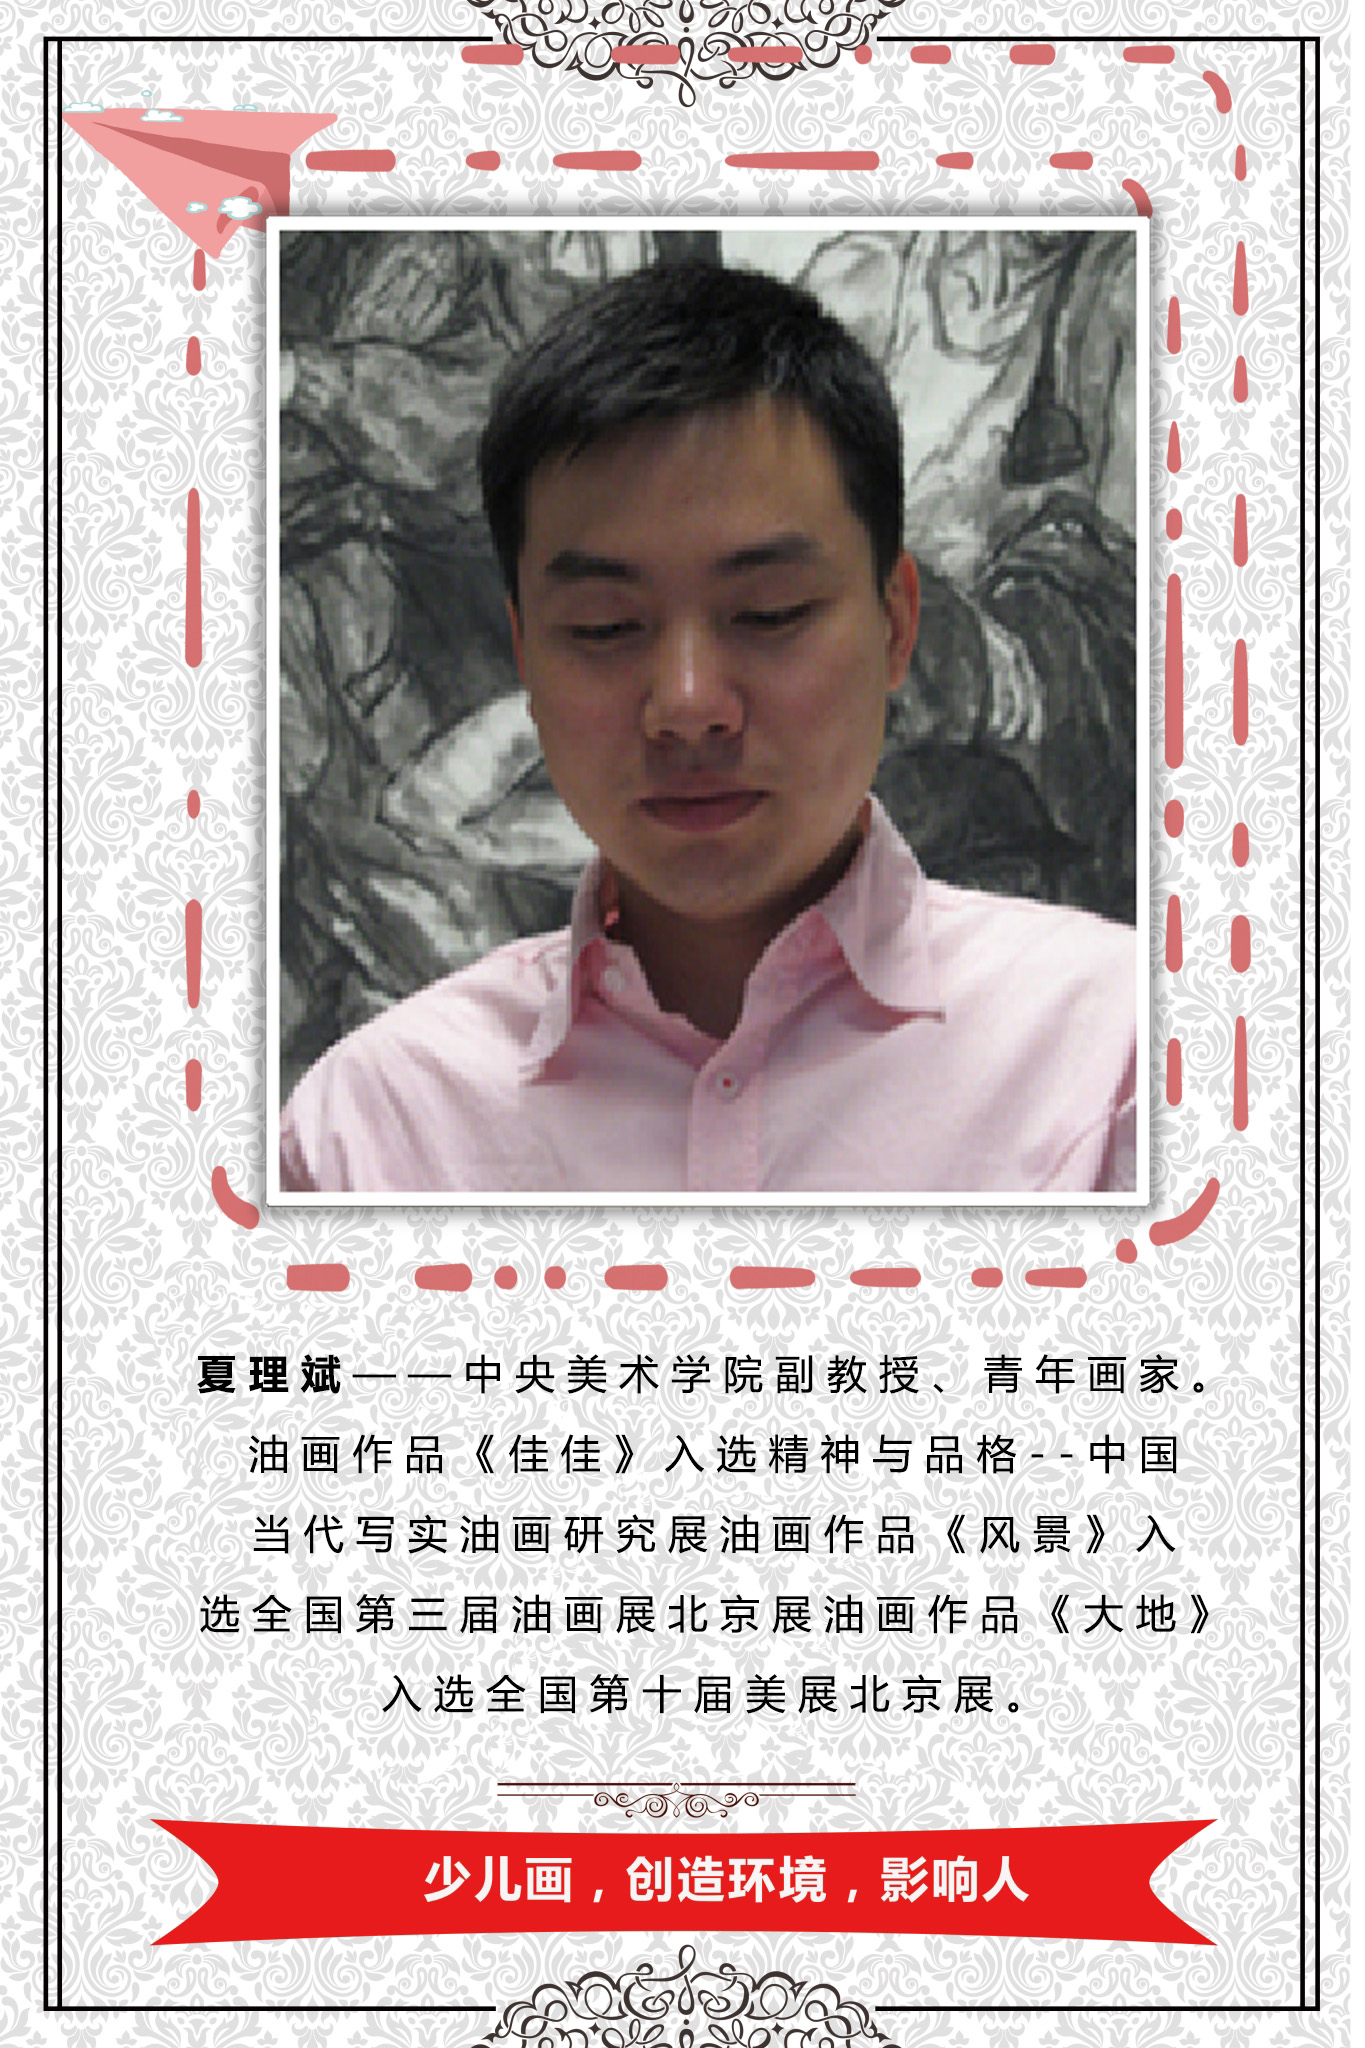 夏理斌——中央美术学院副教授、青年画家。
油画作品《佳佳》入选精神与品格--中国
当代写实油画研究展油画作品《风景》入
选全国第三届油画展北京展油画作品《大地》
入选全国第十届美展北京展。
少儿画，创造环境，影响人